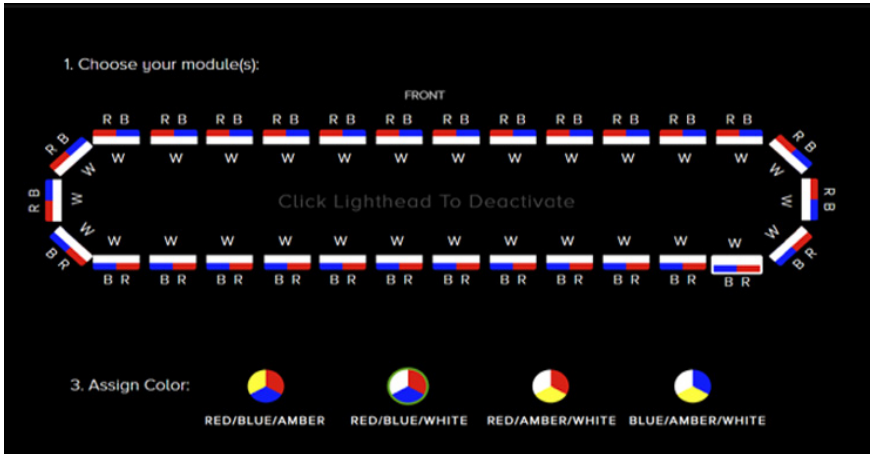 1. Choose your module(s):
FRONT
R B R B R B R B R B R B R B R B R B R B R B R B
R B
R B
W W W W W W W W W W W W
W
W
R B
W
Click Lighthead To Deactivate
W
R B
W
W
W W W W W W W W W W W W
B R
B R
B R B R B R B R B R B R B R B R B R B R B R B R
3. Assign Color:
RED/BLUE/AMBER RED/BLUE/WHITE RED/AMBER/WHITE BLUE/AMBER/WHITE